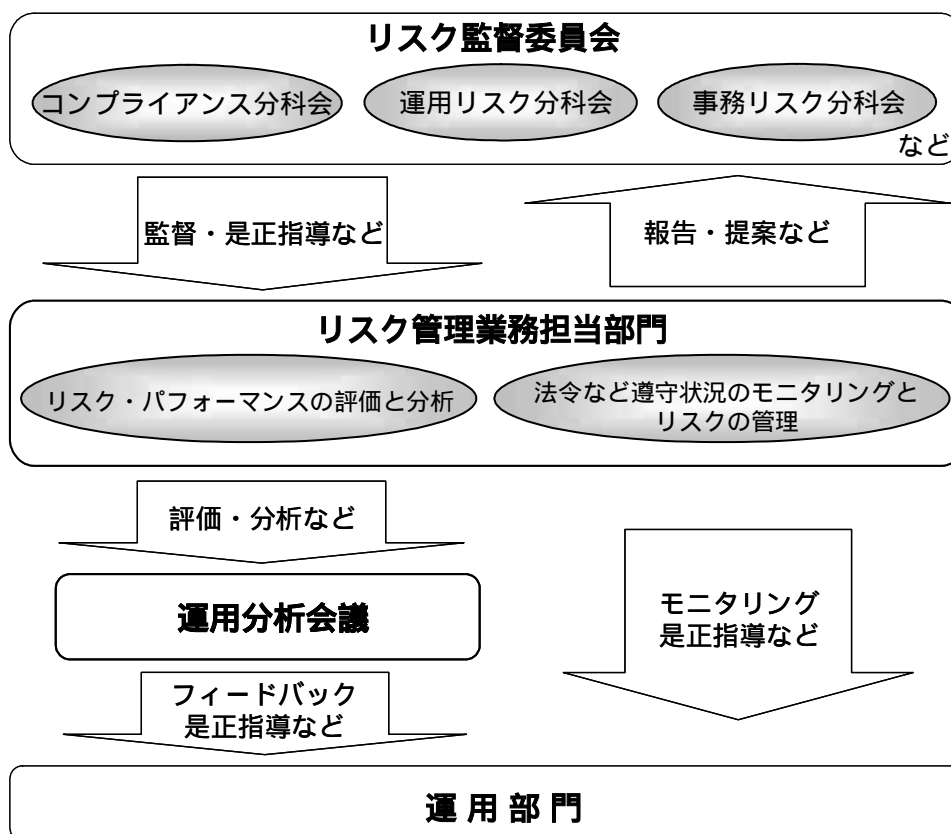 リスク監督委員会
コンプライアンス分科会
運用リスク分科会
事務リスク分科会
など
監督・是正指導など
報告・提案など
リスク管理業務担当部門
リスク・パフォーマンスの評価と分析
法令など遵守状況のモニタリングと
リスクの管理
評価・分析など
運用分析会議
モニタリング
是正指導など
フィードバック
是正指導など
運 用 部 門